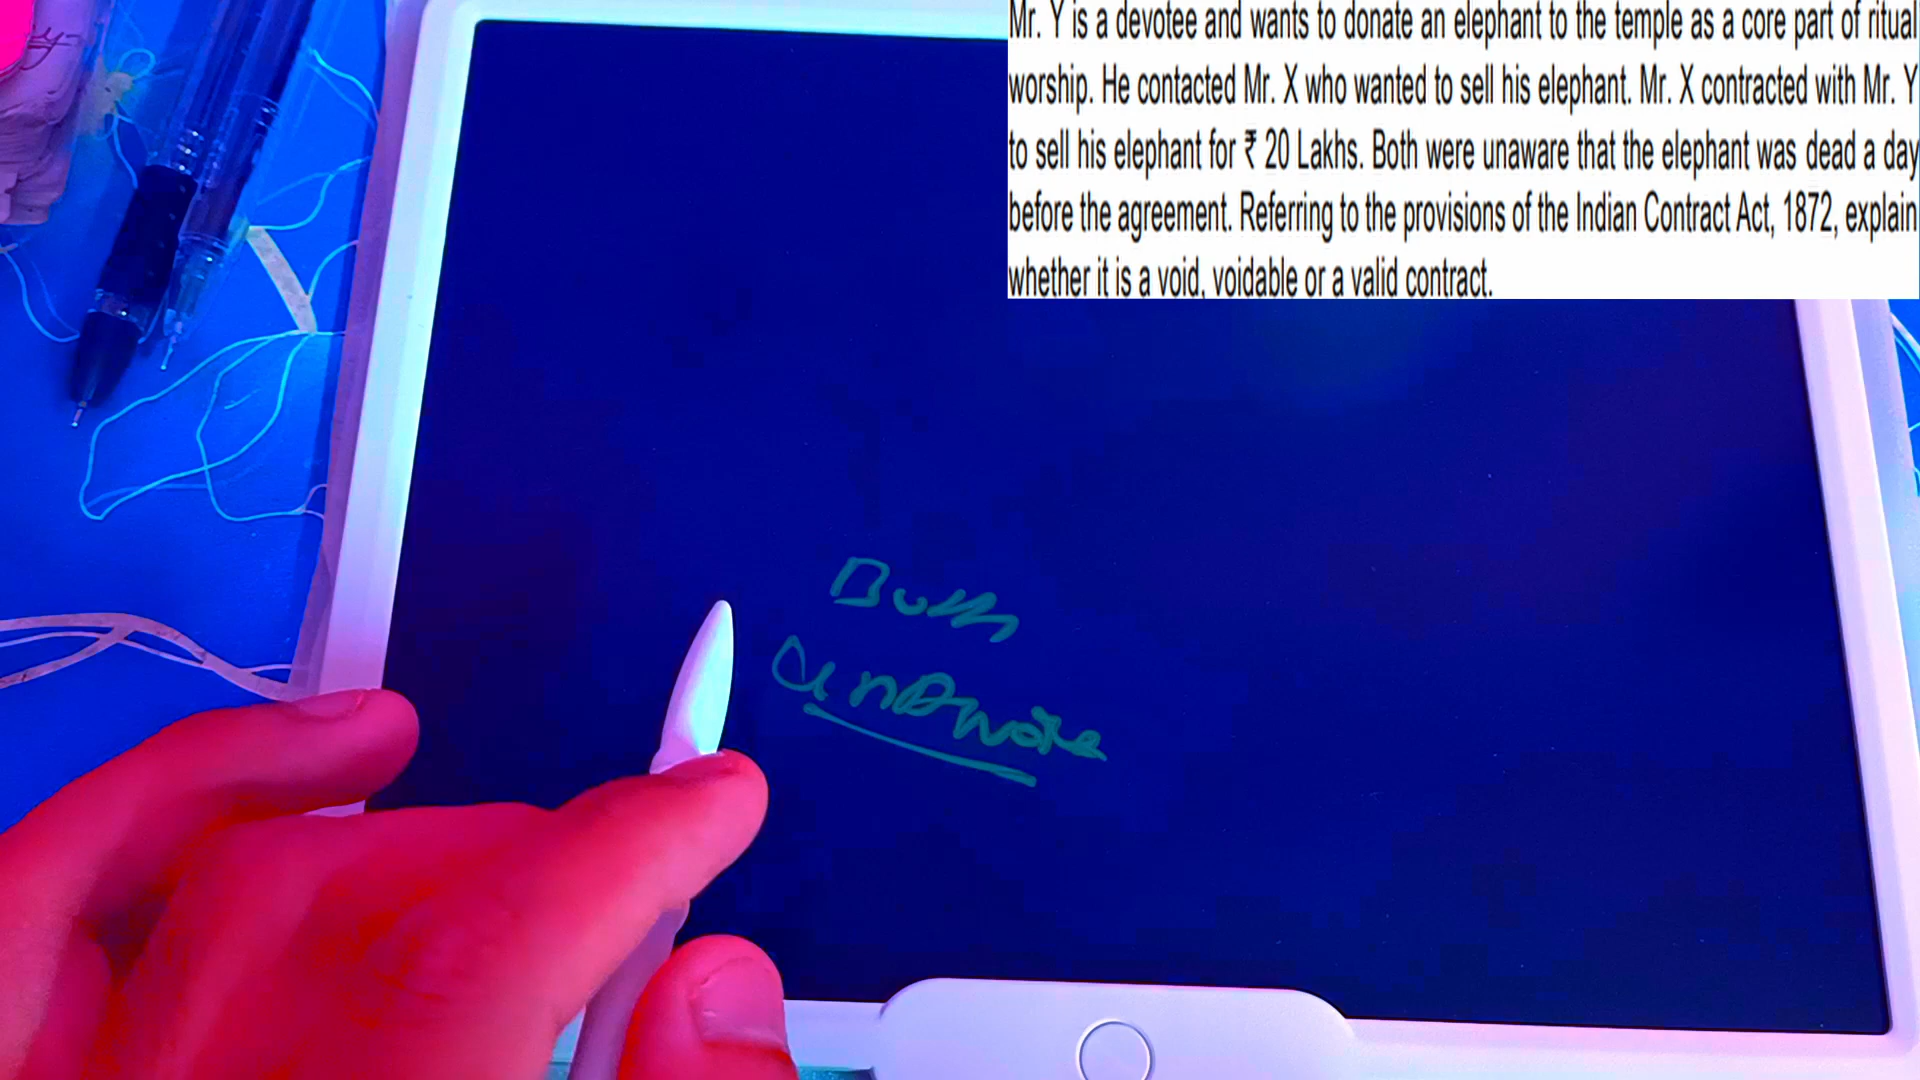 Mr. Y is a devotee and wants to donate an elephant to the temple as a core part of ritual
worship. He contacted Mr. X who wanted to sell his elephant. Mr. X contracted with Mr. Y
to sell his elephant for ₹ 20 Lakhs. Both were unaware that the elephant was dead a day
before the agreement. Referring to the provisions of the Indian Contract Act, 1872, explain
whether it is a void, voidable or a valid contract.
Both
unaware